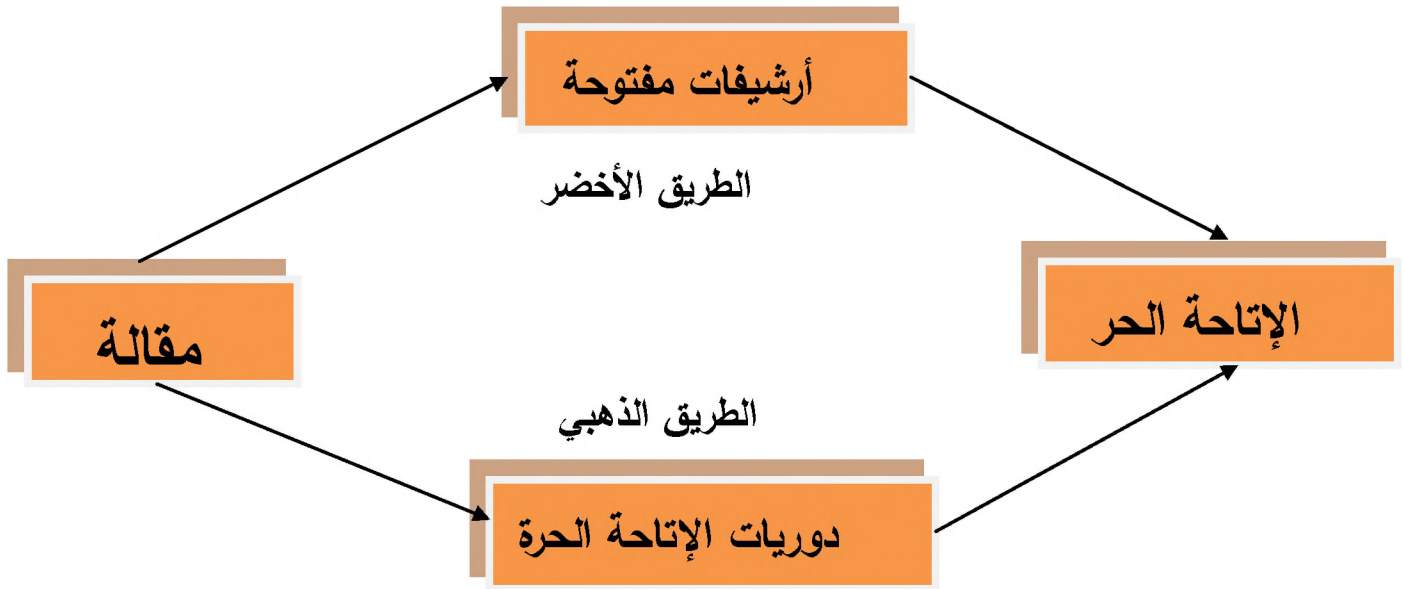 أرشيفات مفتوحة
الطريق الأخضر
الإتاحة الحر
مقالة
الطريق الذهبي
دوريات الإتاحة الحرة